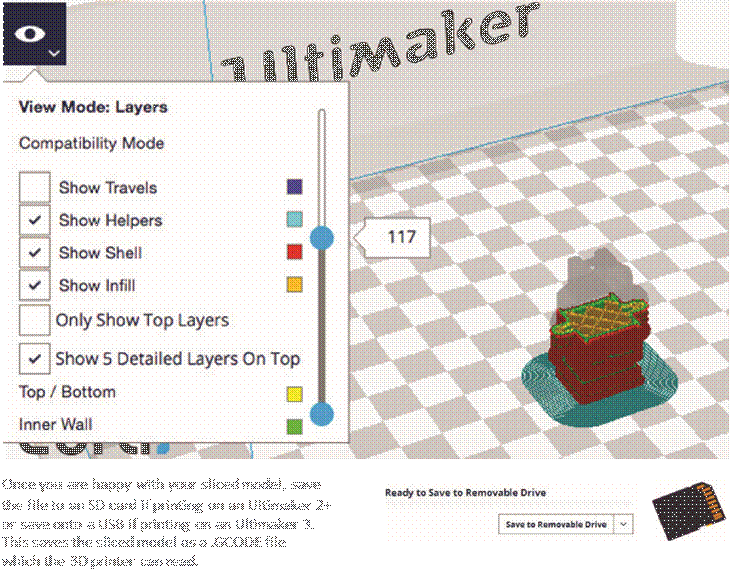 Ultimaker
View Mode: Layers
Compatibility Mode
Show Travels
Show Helpers
Show Shell
117
Show Infill
Only Show Top Layers
Show 5 Detailed Layers On Top
Top / Bottom
Inner Wall
Once you are happy with your sliced model, save
the file to an SD card if printing on an Ultimaker 2+
or save onto a USB if printing on an Ultimaker 3.
This saves the sliced model as a .GCODE file
which the 3D printer can read.
Ready to Save to Removable Drive
Save to Removable Drive